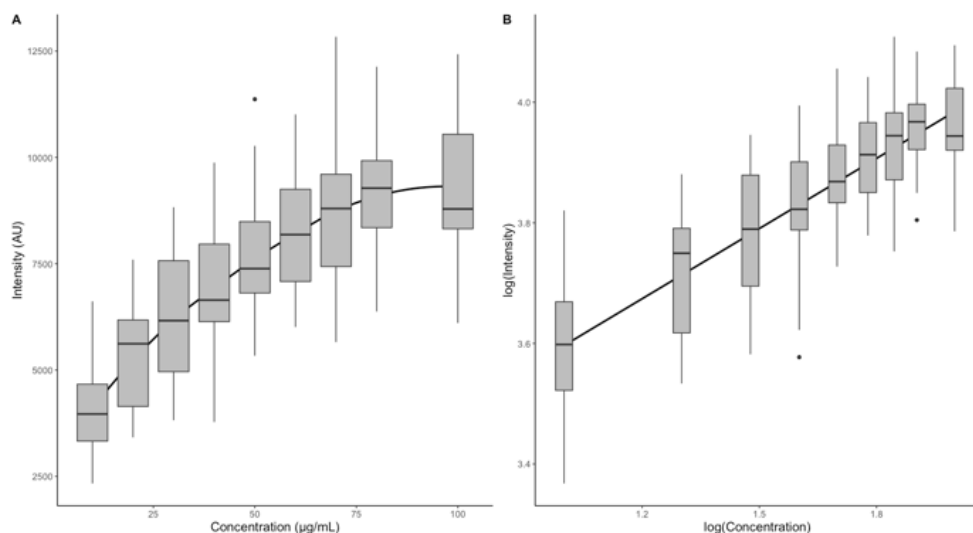 A
12500
10000
7500
5000
2500
Intensity (AU)
25
50
75
100
Concentration (µg/mL)
B
4.0
3.8
3.6
3.4
log(Intensity)
1.2
1.5
1.8
log(Concentration)